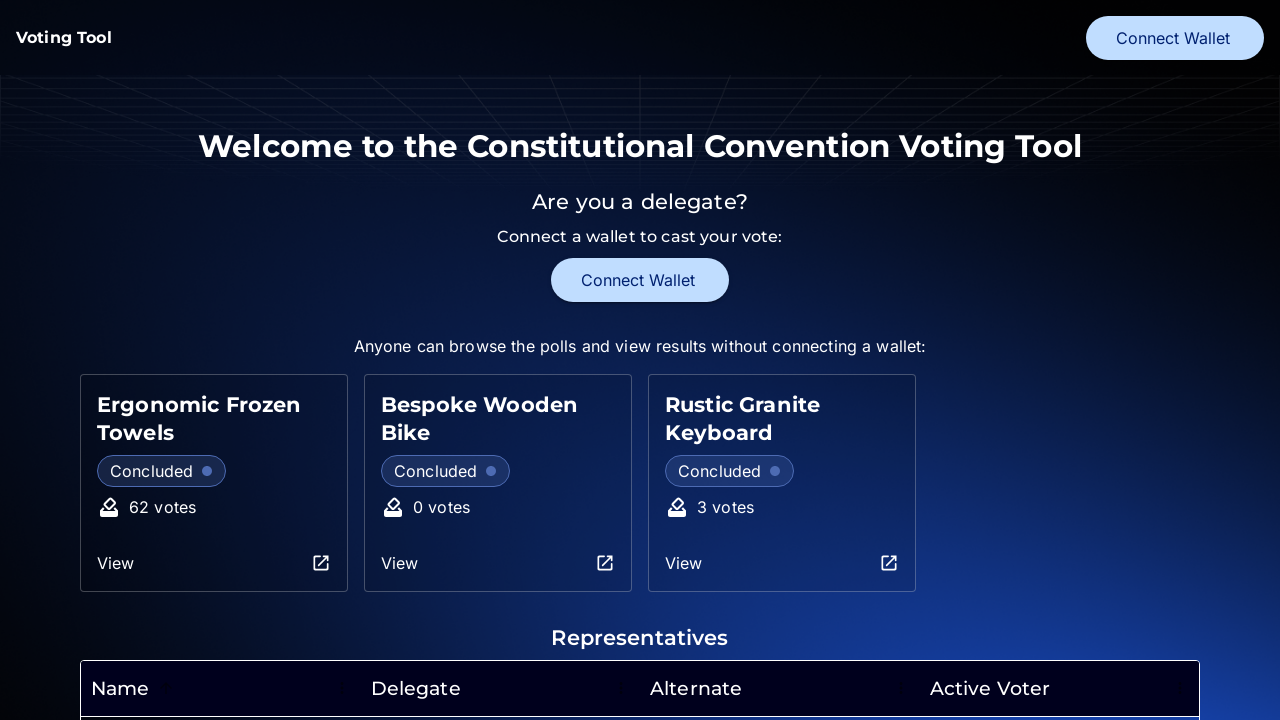 Voting Tool
Connect Wallet
Welcome to the Constitutional Convention Voting Tool
Are you a delegate?
Connect a wallet to cast your vote:
Connect Wallet
Anyone can browse the polls and view results without connecting a wallet:
Ergonomic Frozen
Towels
Concluded
62 votes
View
Bespoke Wooden
Bike
Concluded
0 votes
View
Rustic Granite
Keyboard
Concluded
3 votes
View
Representatives
Name Delegate Alternate Active Voter